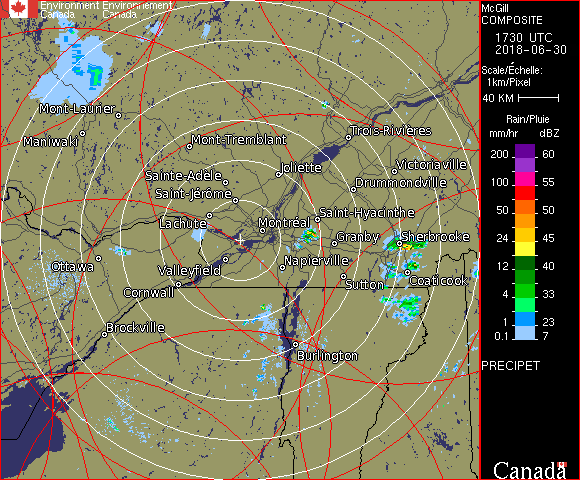 Environment Environnement
Canada Canada
McGill
COMPOSITE
1730 UTC
2018-06-30
Scale/Échelle:
1km/Pixel
40 KM
Rain/Pluie
mm/hr dBZ
200 60
100 55
50 50
24 45
12 40
4 33
1 23
0.1 7
PRECIPET
Canada
Mont-Laurier
Maniwaki
Mont-Tremblant
Trois-Rivières
Sainte-Adèle
Joliette
Victoriaville
Saint-Jérôme
Drummondville
Lachute
Montréal
Saint-Hyacinthe
Granby
Sherbrooke
Ottawa
Valleyfield
Napierville
Cornwall
Sutton
Coaticook
Brockville
Burlington